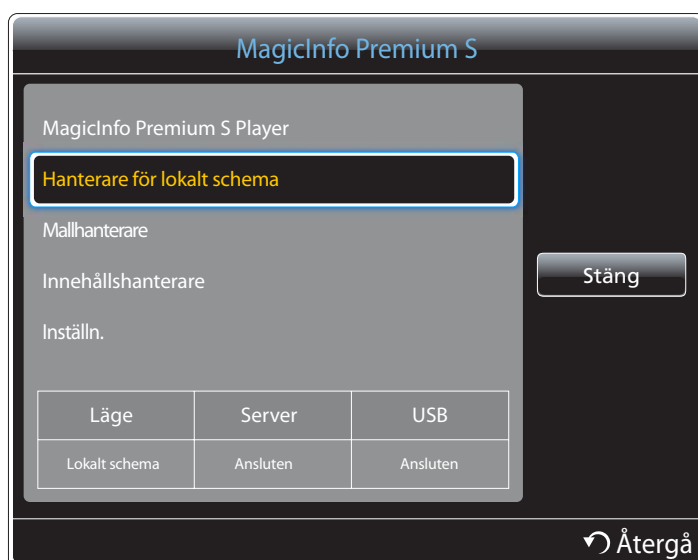 MagicInfo Premium S
MagicInfo Premium S Player
Hanterare för lokalt schema
Mallhanterare
Innehållshanterare
Inställn.
Stäng
Läge Server USB
Lokalt schema Ansluten Ansluten
Återgå